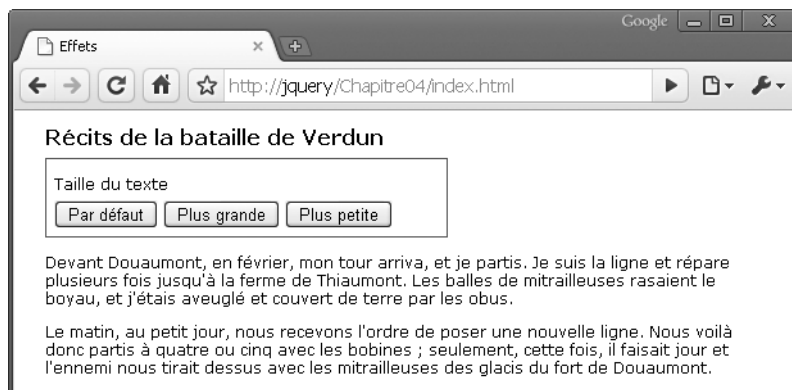 Google
Effets
http://jquery/Chapitre04/index.html
Récits de la bataille de Verdun
Taille du texte
Par défaut Plus grande Plus petite
Devant Douaumont, en février, mon tour arriva, et je partis. Je suis la ligne et répare
plusieurs fois jusqu'à la ferme de Thiaumont. Les balles de mitrailleuses rasaient le
boyau, et j'étais aveuglé et couvert de terre par les obus.
Le matin, au petit jour, nous recevons l'ordre de poser une nouvelle ligne. Nous voilà
donc partis à quatre ou cinq avec les bobines ; seulement, cette fois, il faisait jour et
l'ennemi nous tirait dessus avec les mitrailleuses des glacis du fort de Douaumont.